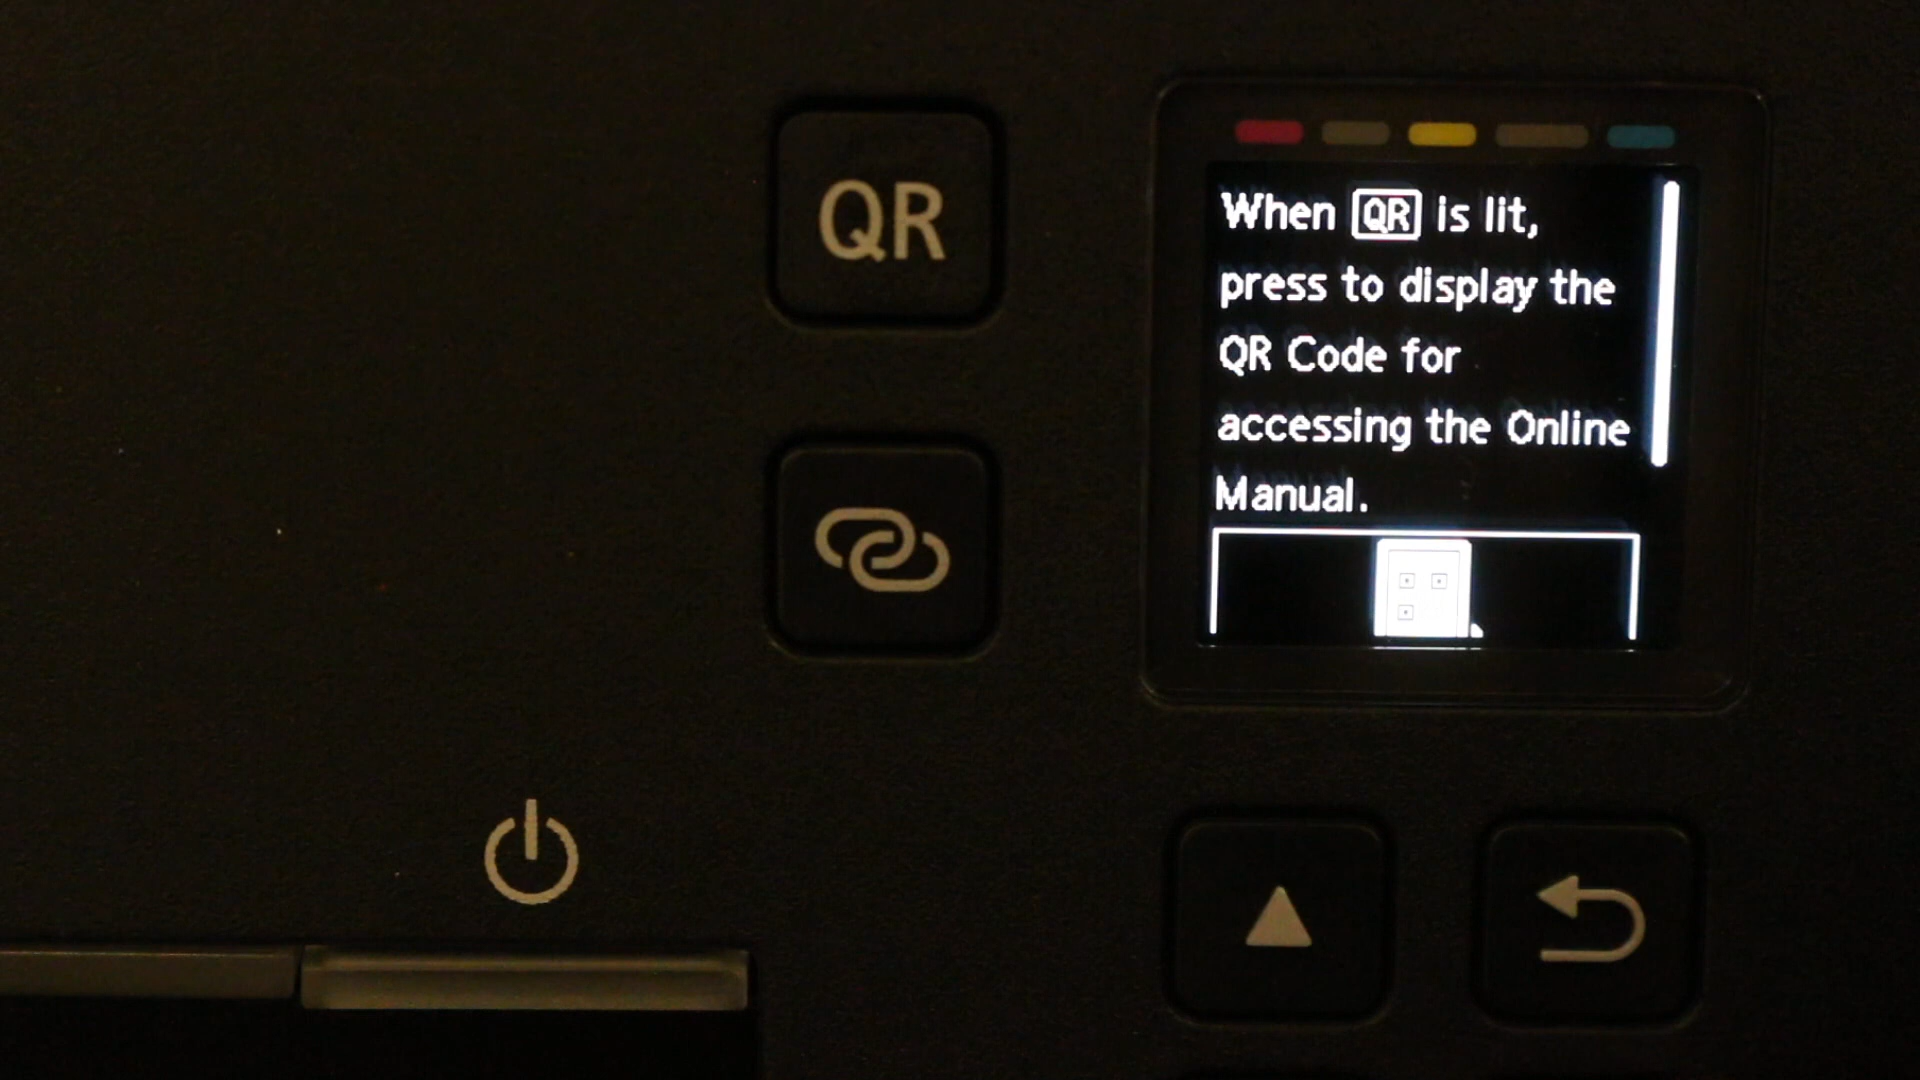 QR
When QR is lit,
press to display the
QR Code for
accessing the Online
Manual.